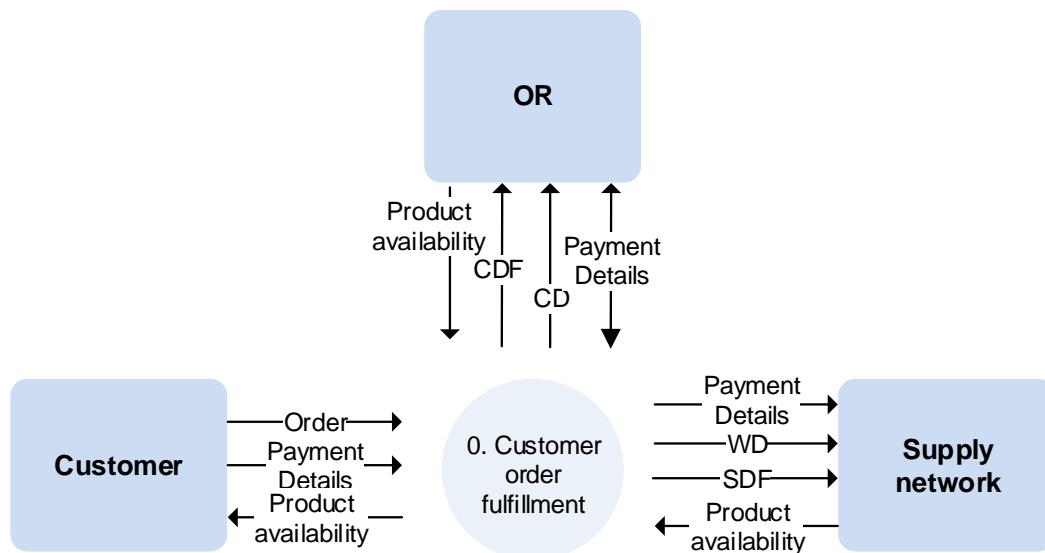 OR
Product
availability
CDF
CD
Payment
Details
Customer
Order
Payment
Details
Product
availability
0. Customer
order
fulfillment
Payment
Details
WD
SDF
Product
availability
Supply
network